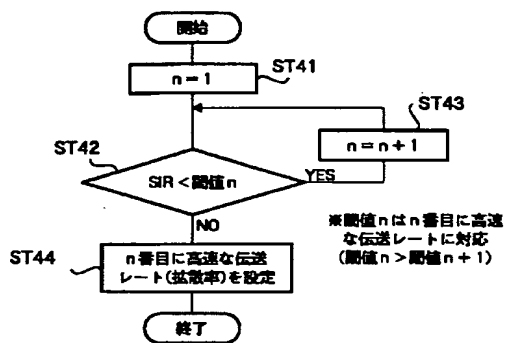 開始
ST41
n=1
ST43
n=n+1
ST42
SIR<閾値n
YES
NO
※閾値nはn番目に高速
な伝送レートに対応
(閾値n>閾値n+1)
ST44
n番目に高速な伝送
レート(拡散率)を設定
終了